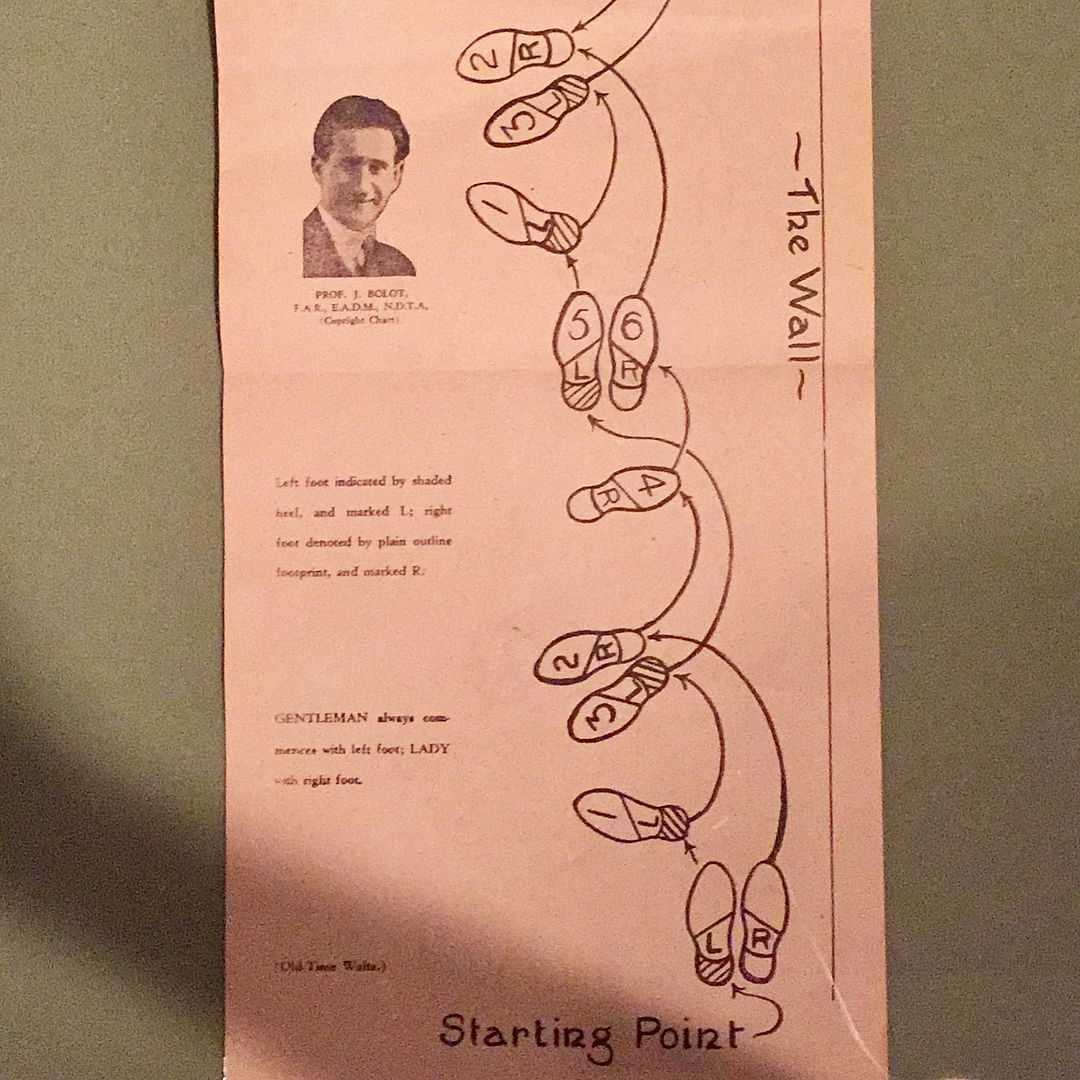 2 R
3 L
1 L
~The Wall~
PROF. J. BOLOT,
F.A.R., E.A.D.M., N.D.T.A,
(Copright Chart)
5 6
L R
4 R
Left foot indicated by shaded
heel, and marked L; right
foot denoted by plain outline
footprint, and marked R.
2 R
3 L
GENTLEMAN always com-
mences with left foot; LADY
with right foot.
1 L
L R
(Old-Time Waltz.)
Starting Point